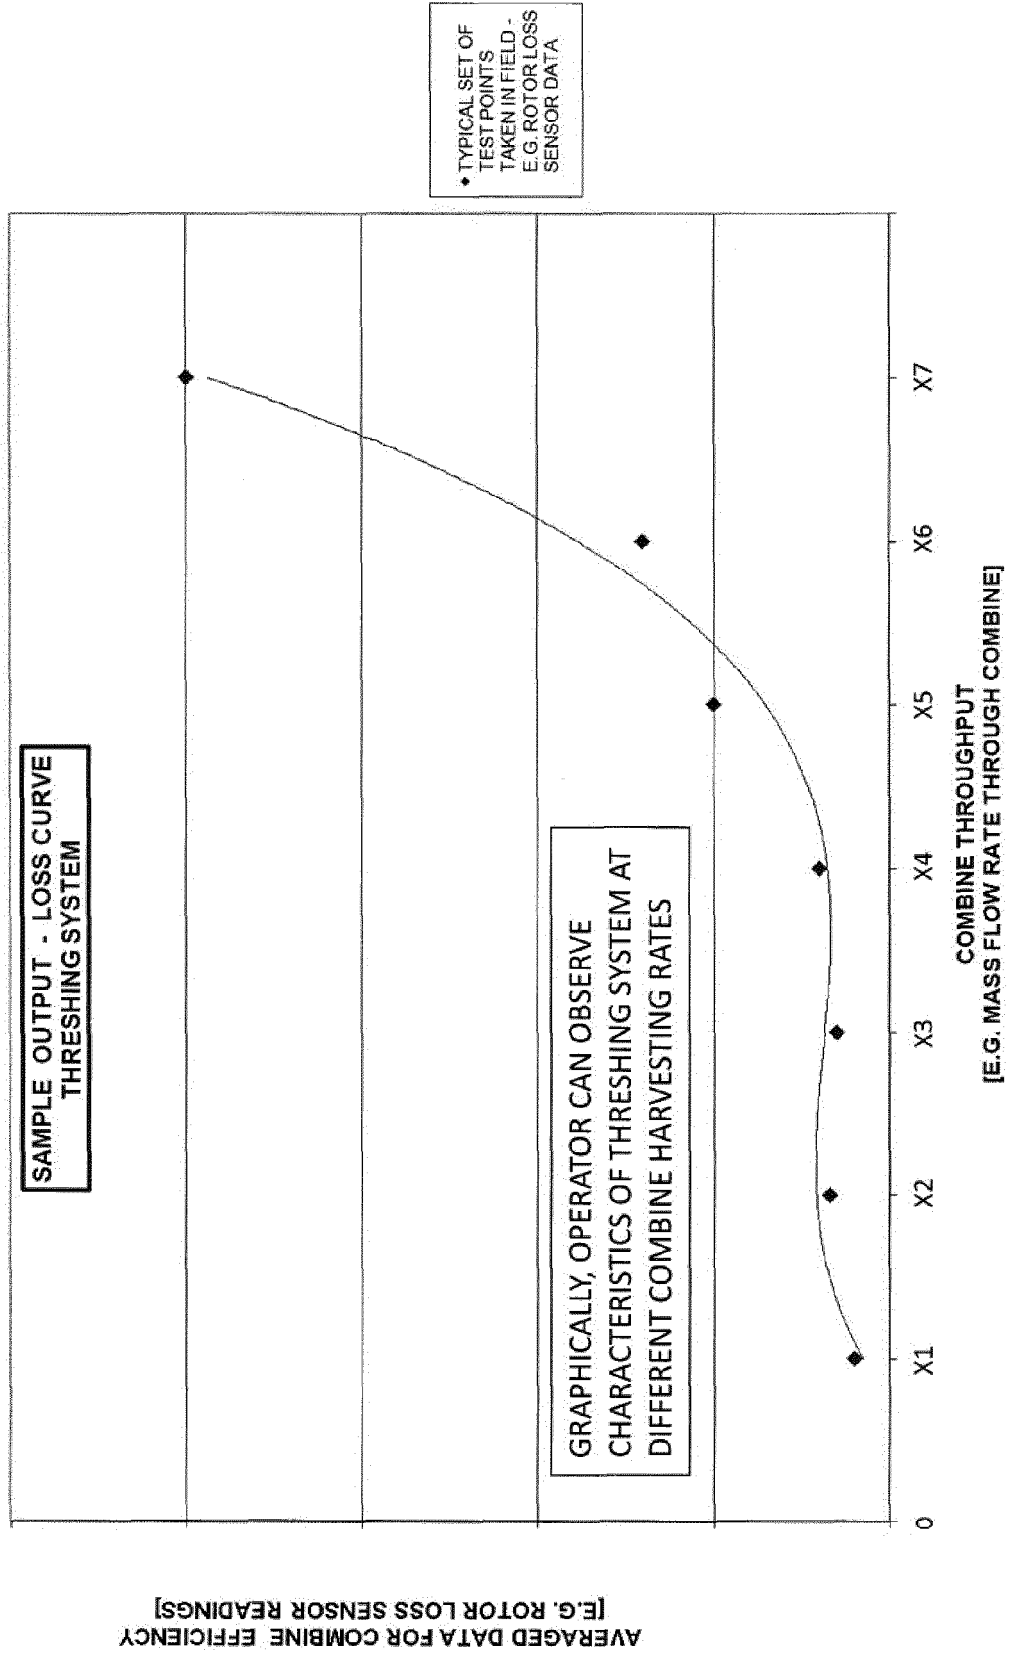 SAMPLE OUTPUT - LOSS CURVE
THRESHING SYSTEM
AVERAGED DATA FOR COMBINE EFFICIENCY
[E.G. ROTOR LOSS SENSOR READINGS]
GRAPHICALLY, OPERATOR CAN OBSERVE
CHARACTERISTICS OF THRESHING SYSTEM AT
DIFFERENT COMBINE HARVESTING RATES
TYPICAL SET OF
TEST POINTS
TAKEN IN FIELD -
E.G. ROTOR LOSS
SENSOR DATA
0 X1 X2 X3 X4 X5 X6 X7
COMBINE THROUGHPUT
[E.G. MASS FLOW RATE THROUGH COMBINE]